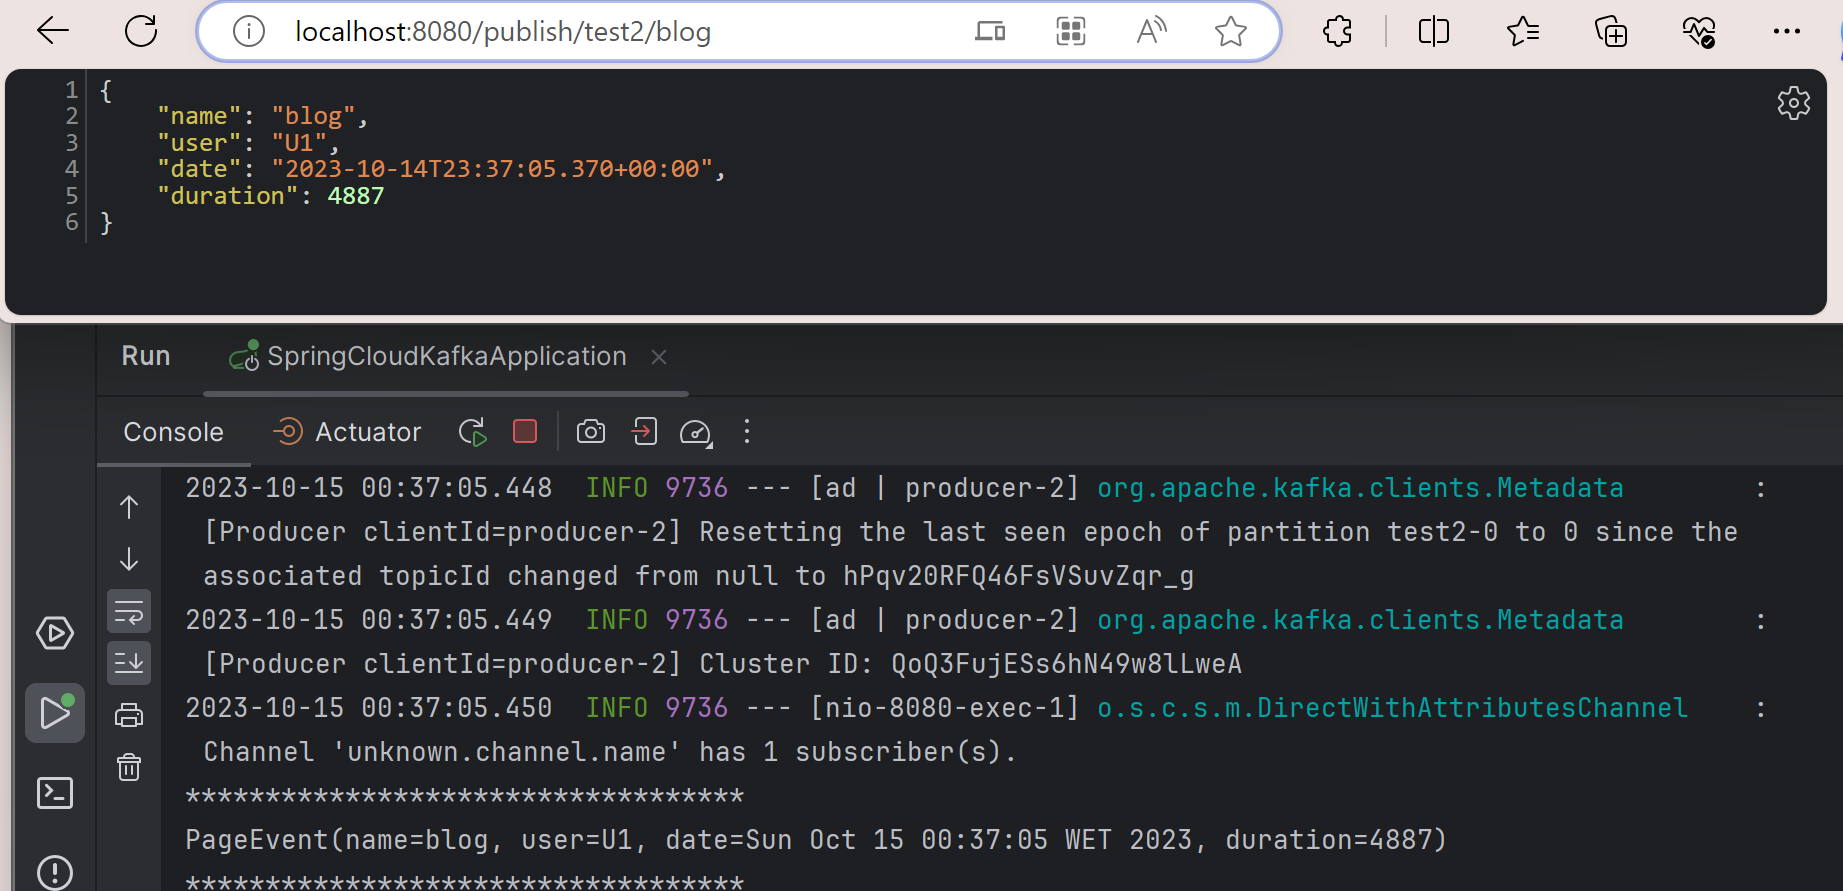 localhost:8080/publish/test2/blog
1 {
2 "name": "blog",
3 "user": "U1",
4 "date": "2023-10-14T23:37:05.370+00:00",
5 "duration": 4887
6 }
Run SpringCloudKafkaApplication
Console Actuator
2023-10-15 00:37:05.448  INFO 9736 --- [ad | producer-2] org.apache.kafka.clients.Metadata        :
[Producer clientId=producer-2] Resetting the last seen epoch of partition test2-0 to 0 since the
associated topicId changed from null to hPqv20RFQ46FsVSuvZqr_g
2023-10-15 00:37:05.449  INFO 9736 --- [ad | producer-2] org.apache.kafka.clients.Metadata        :
[Producer clientId=producer-2] Cluster ID: QoQ3FujESs6hN49w8lLweA
2023-10-15 00:37:05.450  INFO 9736 --- [nio-8080-exec-1] o.s.c.s.m.DirectWithAttributesChannel    :
Channel 'unknown.channel.name' has 1 subscriber(s).
***********************************
PageEvent(name=blog, user=U1, date=Sun Oct 15 00:37:05 WET 2023, duration=4887)
***********************************